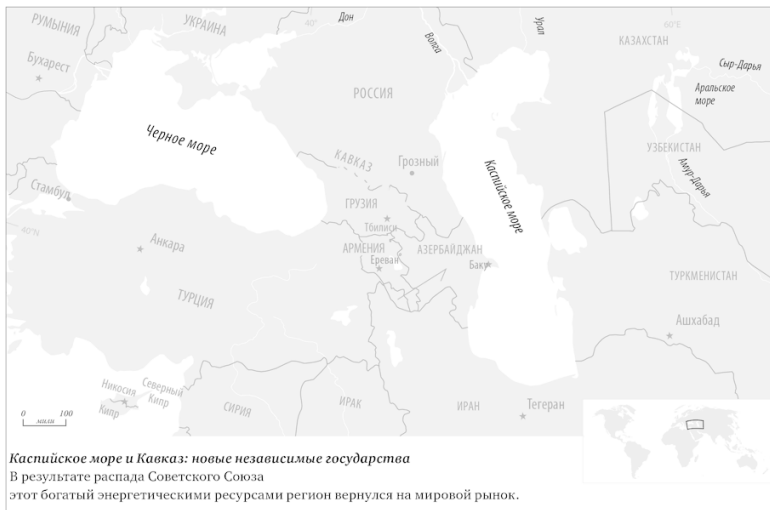 РУМЫНИЯ
УКРАИНА
40°
Дон
Волга
Урал
60°E
КАЗАХСТАН
Бухарест
Сыр-Дарья
Аральское
море
РОССИЯ
Черное море
КАВКАЗ
Грозный
Каспийское море
УЗБЕКИСТАН
Амур-Дарья
Стамбул
ГРУЗИЯ
Тбилиси
40°N
Анкара
АРМЕНИЯ
Ереван
АЗЕРБАЙДЖАН
Баку
ТУРКМЕНИСТАН
ТУРЦИЯ
Ашхабад
Никосия
Северный
Кипр
Кипр
СИРИЯ
ИРАК
ИРАН
Тегеран
0 100
мили
Каспийское море и Кавказ: новые независимые государства
В результате распада Советского Союза
этот богатый энергетическими ресурсами регион вернулся на мировой рынок.